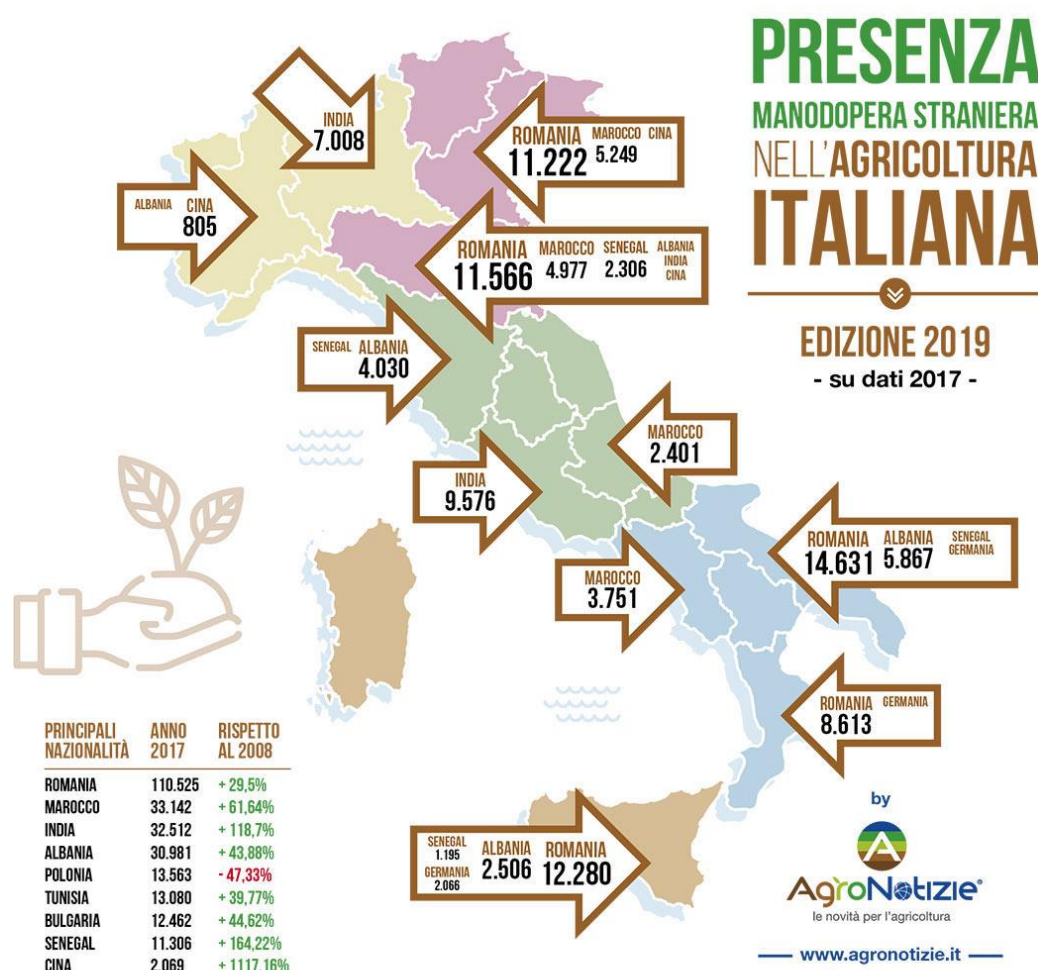 PRESENZA
MANODOPERA STRANIERA
NELL'AGRICOLTURA
ITALIANA
EDIZIONE 2019
- su dati 2017 -
INDIA
7.008
ROMANIA MAROCCO CINA
11.222 5.249
ALBANIA CINA
805
ROMANIA MAROCCO SENEGAL ALBANIA
INDIA
CINA
11.566 4.977 2.306
SENEGAL ALBANIA
4.030
MAROCCO
2.401
INDIA
9.576
ROMANIA ALBANIA SENEGAL
GERMANIA
14.631 5.867
MAROCCO
3.751
ROMANIA GERMANIA
8.613
SENEGAL
1.195
GERMANIA
2.066
ALBANIA
2.506
ROMANIA
12.280
PRINCIPALI NAZIONALITÀ ANNO 2017 RISPETTO AL 2008
ROMANIA 110.525 + 29,5%
MAROCCO 33.142 + 61,64%
INDIA 32.512 + 118,7%
ALBANIA 30.981 + 43,88%
POLONIA 13.563 - 47,33%
TUNISIA 13.080 + 39,77%
BULGARIA 12.462 + 44,62%
SENEGAL 11.306 + 164,22%
CINA 2.069 + 1117,16%
by
A
AgroNotizie®
le novità per l'agricoltura
www.agronotizie.it